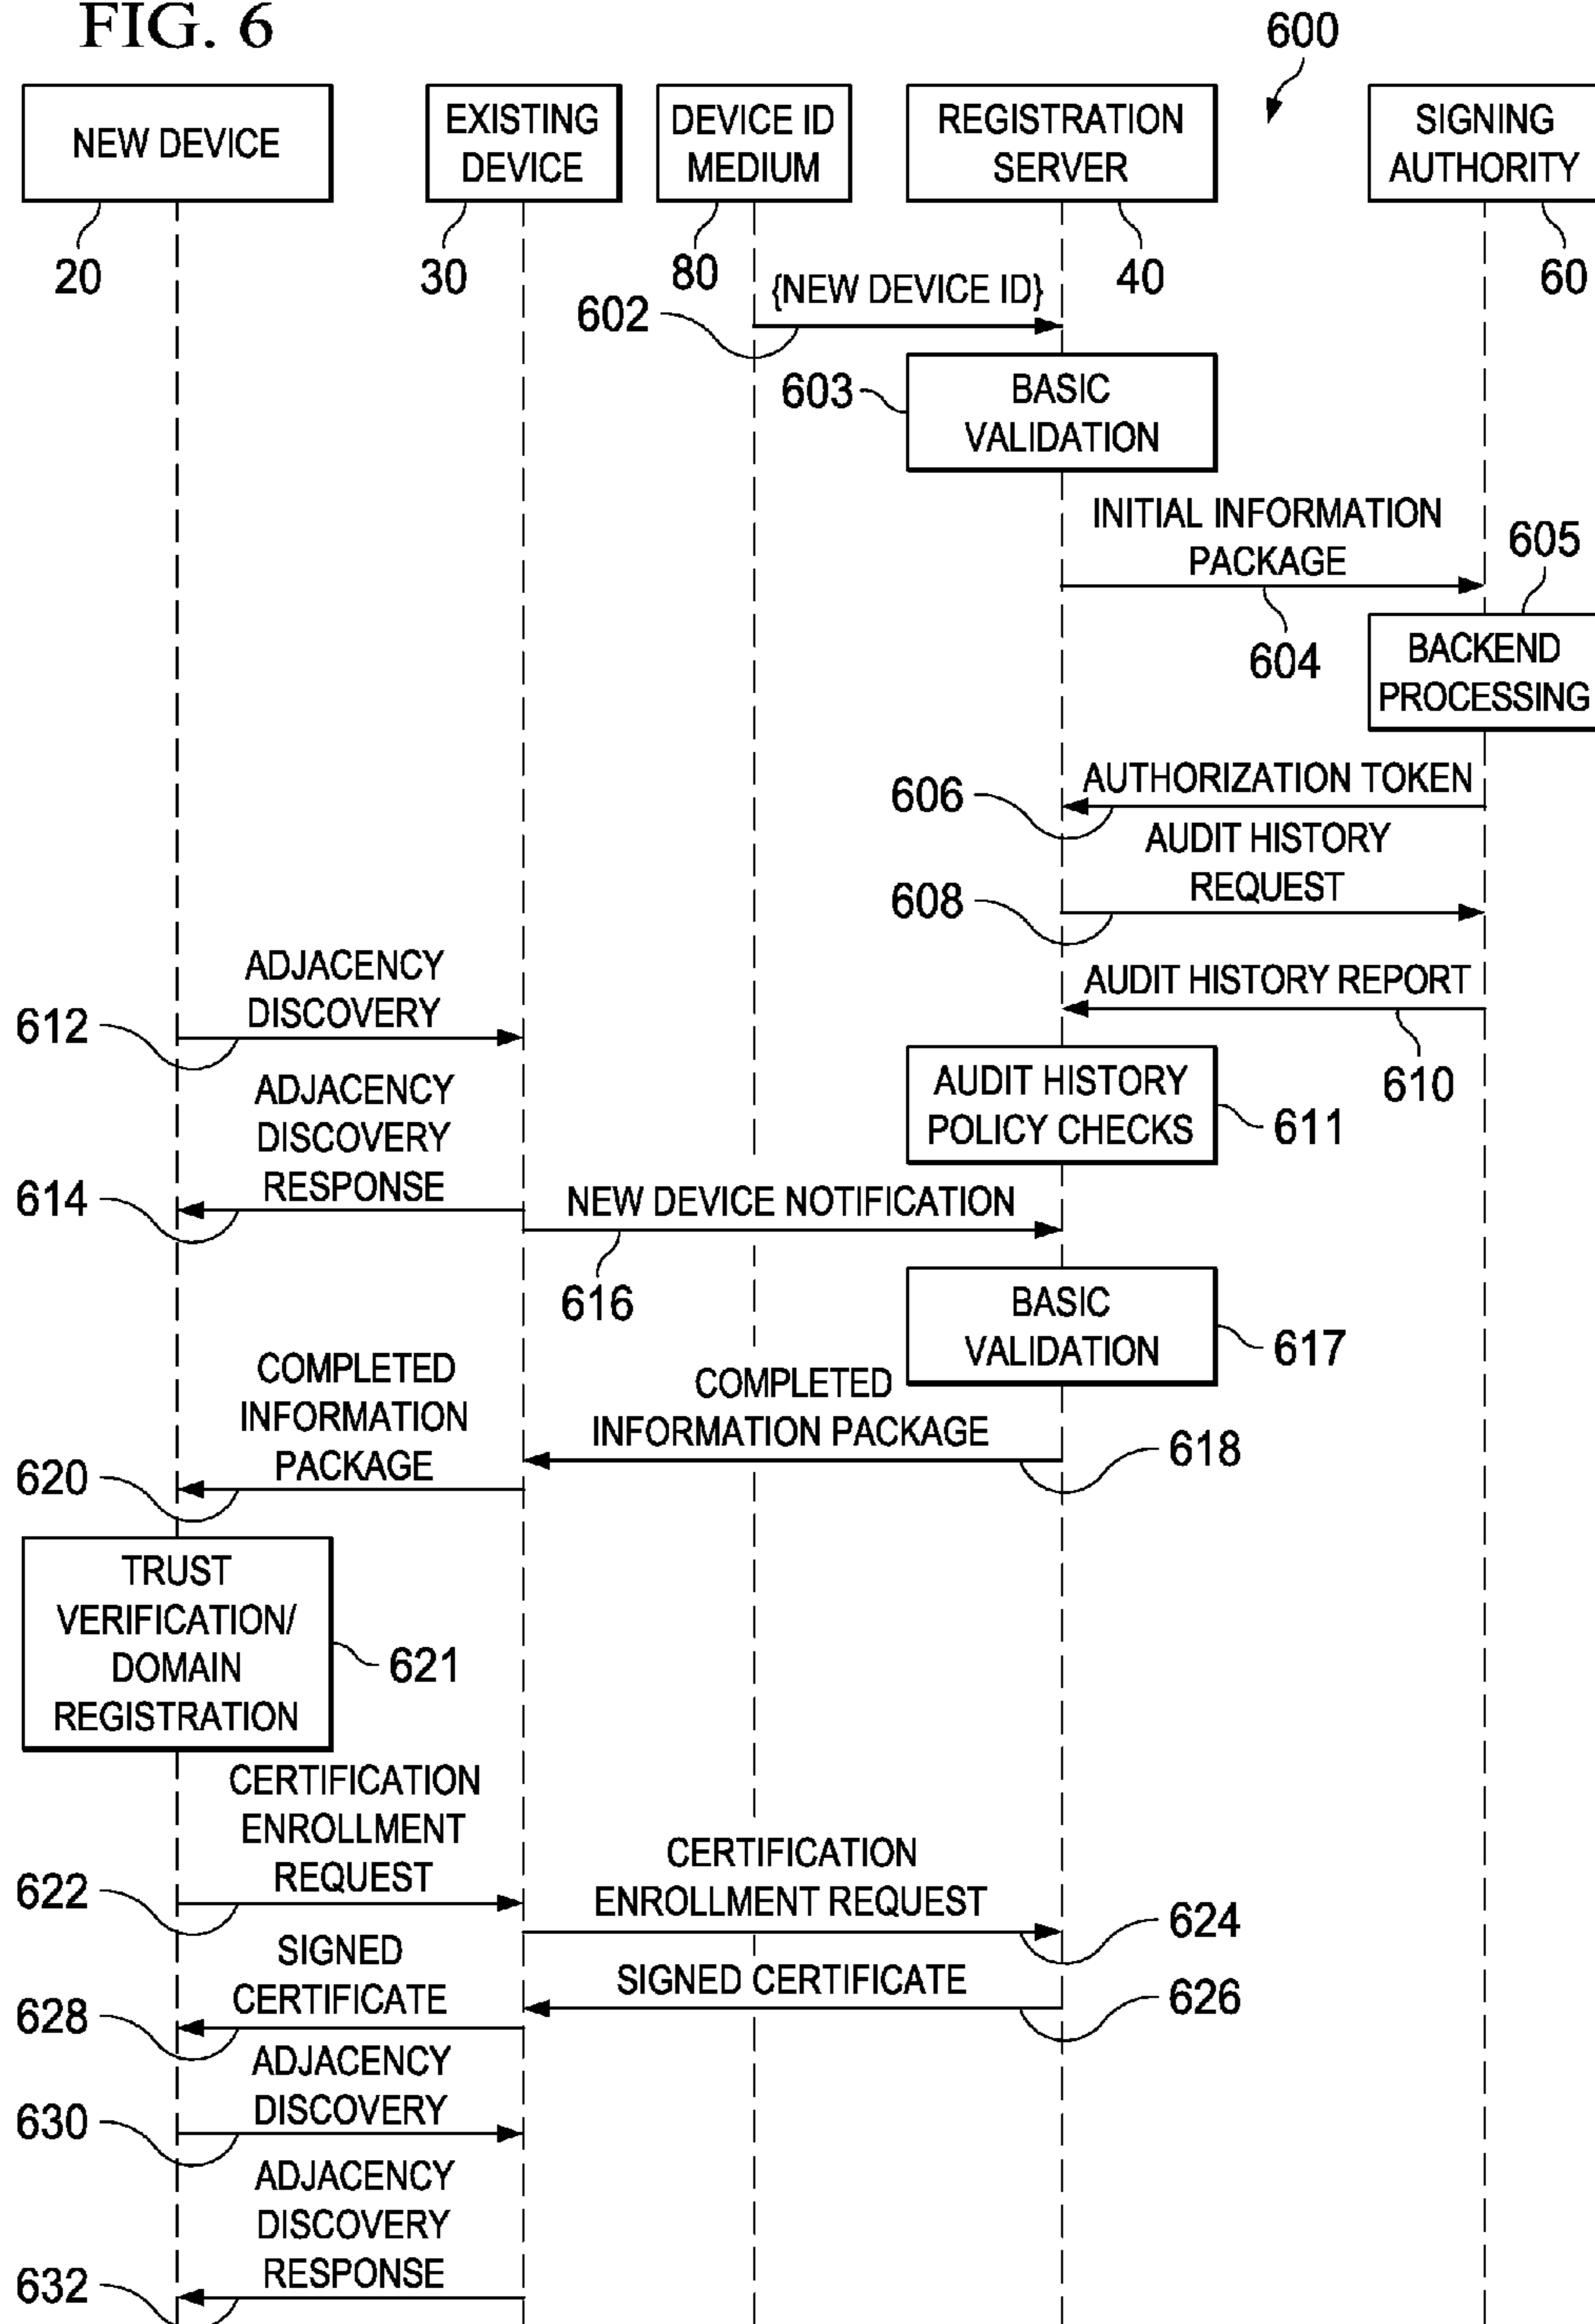 FIG. 6
600
NEW DEVICE
EXISTING
DEVICE
DEVICE ID
MEDIUM
REGISTRATION
SERVER
SIGNING
AUTHORITY
20
30
80
40
60
{NEW DEVICE ID}
602
603
BASIC
VALIDATION
INITIAL INFORMATION
PACKAGE
604
605
BACKEND
PROCESSING
AUTHORIZATION TOKEN
606
AUDIT HISTORY
REQUEST
608
AUDIT HISTORY REPORT
610
ADJACENCY
DISCOVERY
612
AUDIT HISTORY
POLICY CHECKS
611
ADJACENCY
DISCOVERY
RESPONSE
614
NEW DEVICE NOTIFICATION
616
BASIC
VALIDATION
617
COMPLETED
INFORMATION PACKAGE
618
COMPLETED
INFORMATION
PACKAGE
620
TRUST
VERIFICATION/
DOMAIN
REGISTRATION
621
CERTIFICATION
ENROLLMENT
REQUEST
622
CERTIFICATION
ENROLLMENT REQUEST
624
SIGNED CERTIFICATE
626
SIGNED
CERTIFICATE
628
ADJACENCY
DISCOVERY
630
ADJACENCY
DISCOVERY
RESPONSE
632